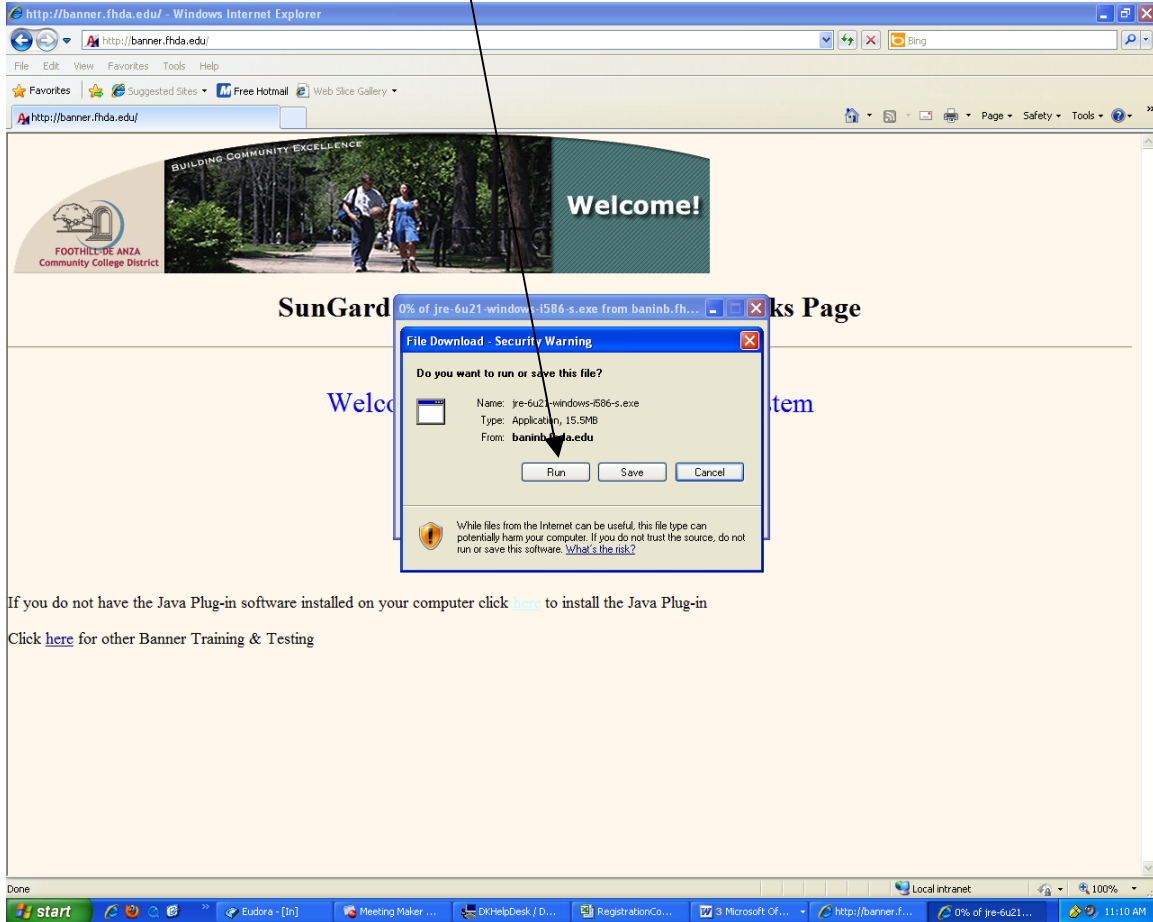 http://banner.fhda.edu/ - Windows Internet Explorer
http://banner.fhda.edu/
Bing
File Edit View Favorites Tools Help
Favorites Suggested Sites Free Hotmail Web Slice Gallery
http://banner.fhda.edu/
Page Safety Tools »
BUILDING COMMUNITY EXCELLENCE
Welcome!
FOOTHILL-DE ANZA
Community College District
SunGard ks Page
0% of jre-6u21-windows-i586-s.exe from baninb.fh...
File Download - Security Warning
Do you want to run or save this file?
Welco stem
Name: jre-6u21-windows-i586-s.exe
Type: Application, 15.5MB
From: baninb.fhda.edu
Run Save Cancel
While files from the Internet can be useful, this file type can
potentially harm your computer. If you do not trust the source, do not
run or save this software. What's the risk?
If you do not have the Java Plug-in software installed on your computer click here to install the Java Plug-in
Click here for other Banner Training & Testing
Done Local intranet 100%
start » Eudora - [In] Meeting Maker ... DKHelpDesk / D... RegistrationCo... 3 Microsoft Of... http://banner.f... 0% of jre-6u21... 11:10 AM